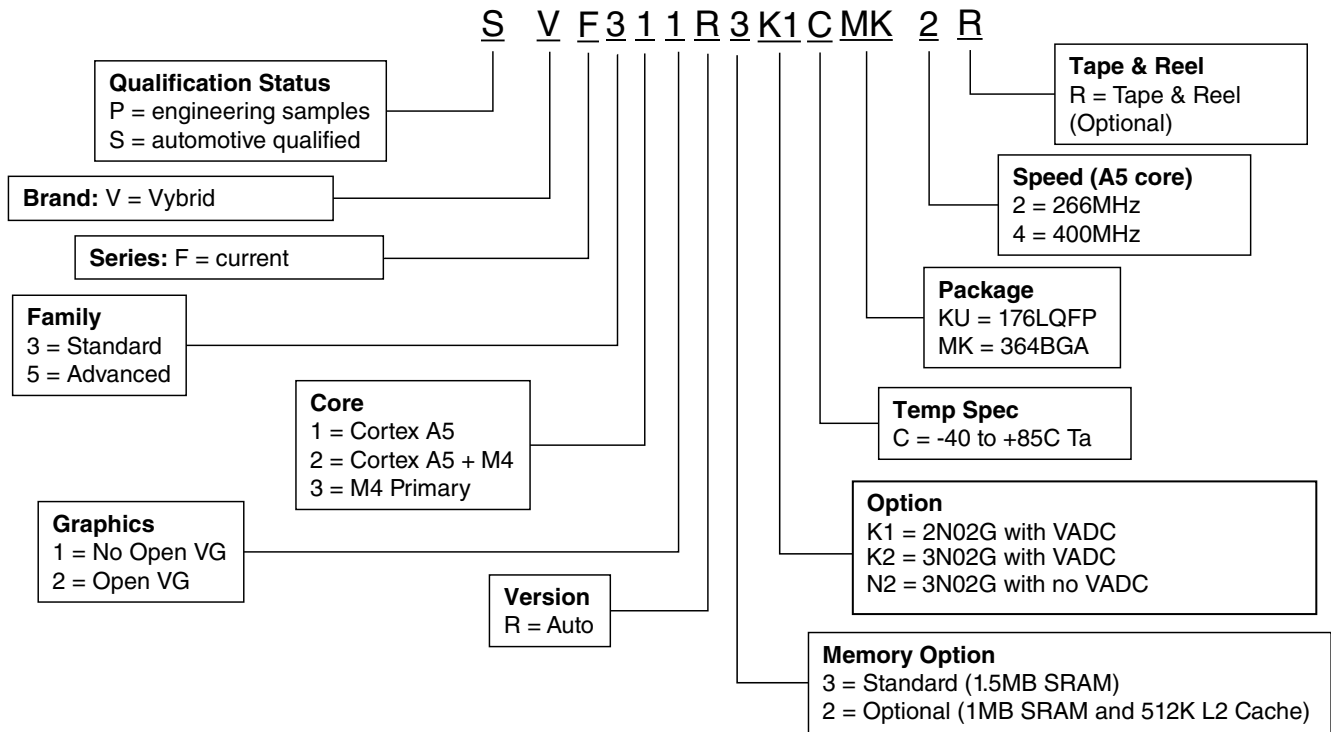 S V F 3 1 1 R 3 K1 C MK 2 R
Qualification Status
P = engineering samples
S = automotive qualified
Tape & Reel
R = Tape & Reel
(Optional)
Brand: V = Vybrid
Speed (A5 core)
2 = 266MHz
4 = 400MHz
Series: F = current
Package
KU = 176LQFP
MK = 364BGA
Family
3 = Standard
5 = Advanced
Core
1 = Cortex A5
2 = Cortex A5 + M4
3 = M4 Primary
Temp Spec
C = -40 to +85C Ta
Graphics
1 = No Open VG
2 = Open VG
Option
K1 = 2N02G with VADC
K2 = 3N02G with VADC
N2 = 3N02G with no VADC
Version
R = Auto
Memory Option
3 = Standard (1.5MB SRAM)
2 = Optional (1MB SRAM and 512K L2 Cache)